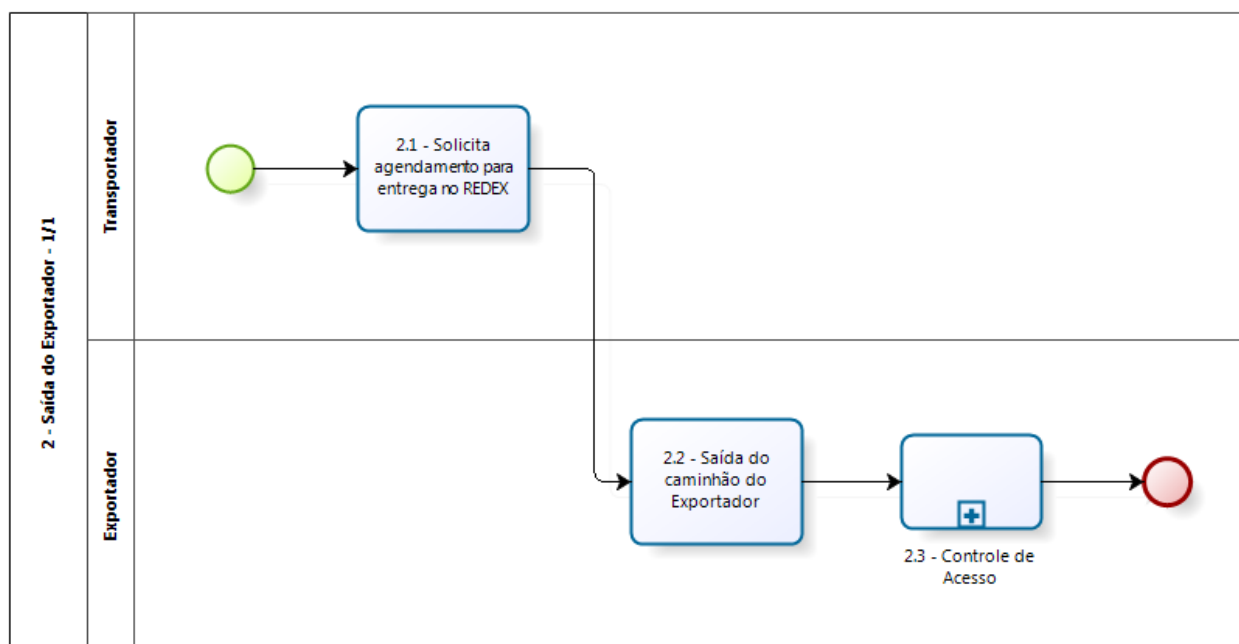 2 - Saída do Exportador - 1/1
Transportador
2.1 - Solicita
agendamento para
entrega no REDEX
Exportador
2.2 - Saída do
caminhão do
Exportador
2.3 - Controle de
Acesso